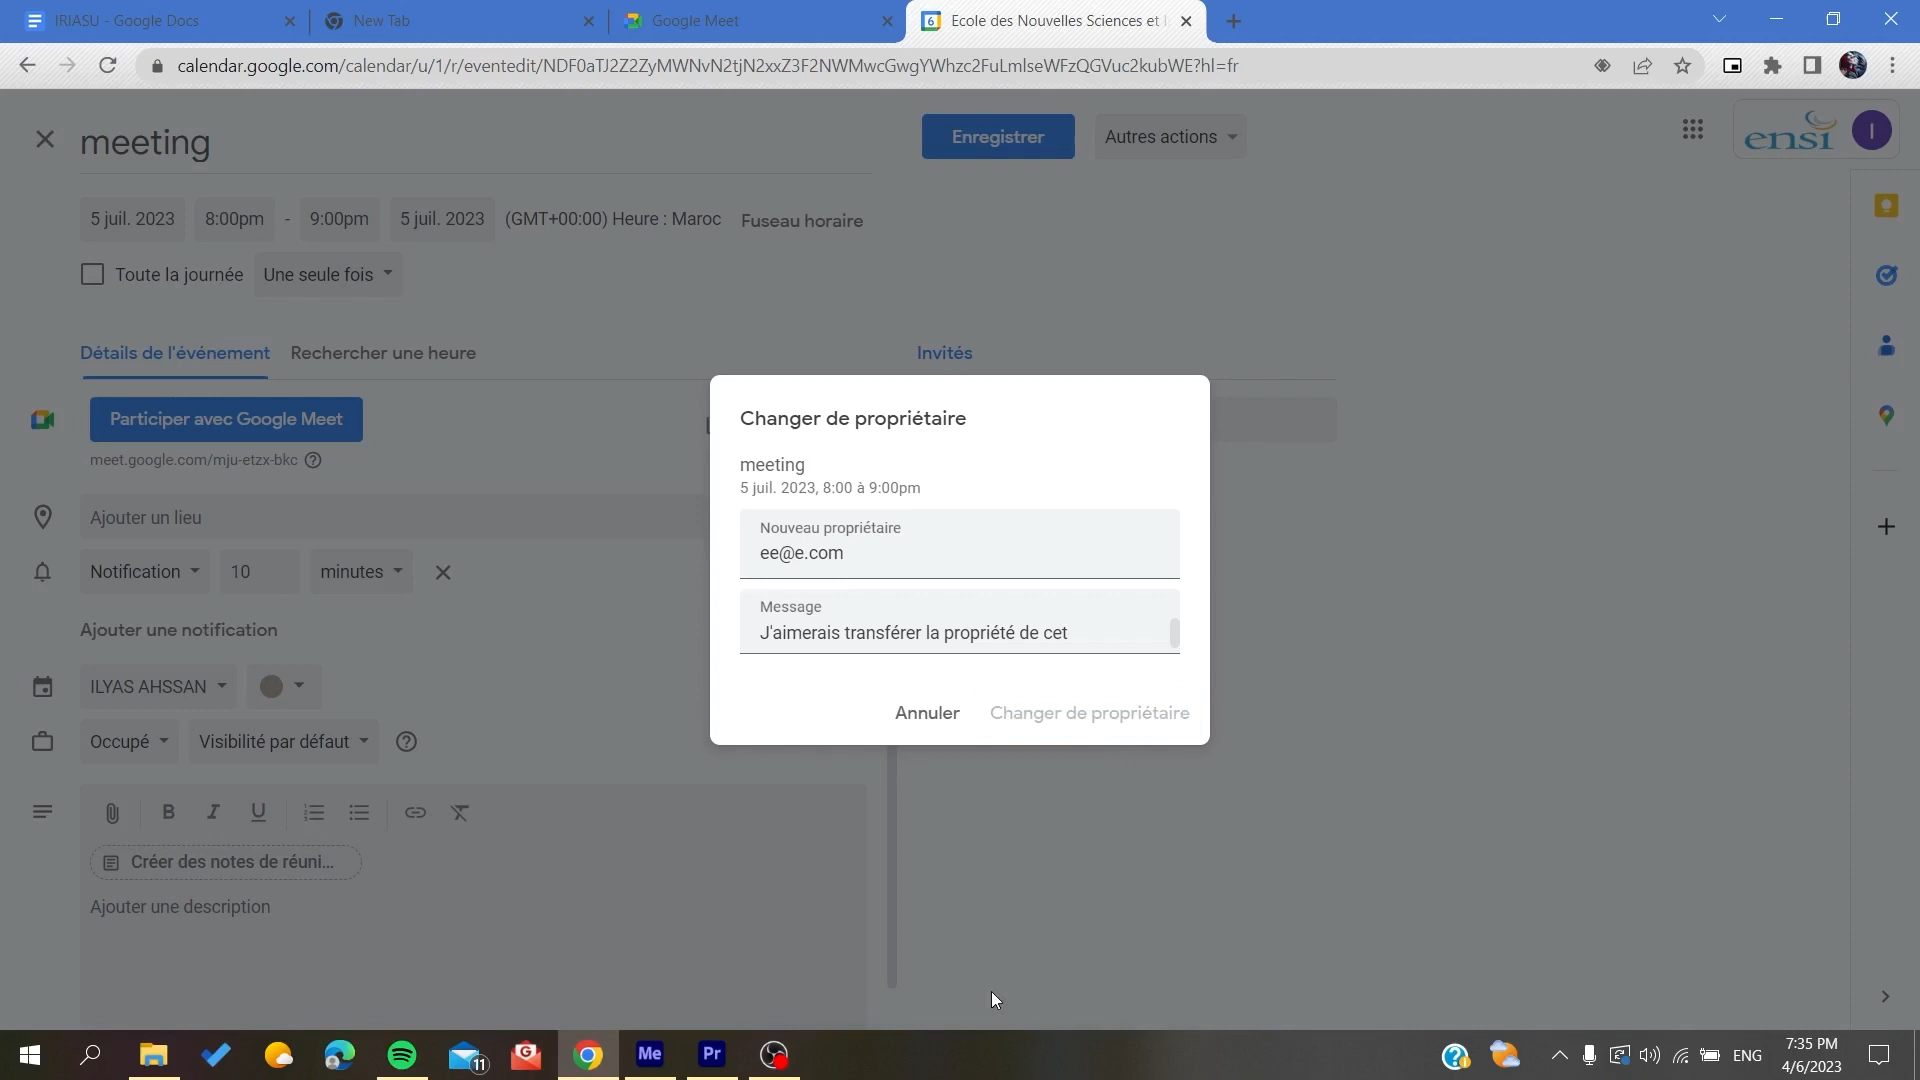 IRIASU - Google Docs
New Tab
Google Meet
Ecole des Nouvelles Sciences et I
calendar.google.com/calendar/u/1/r/eventedit/NDF0aTJ2Z2ZyMWNvN2tjN2xxZ3F2NWMwcGwgYWhzc2FuLmlseWFzQGVuc2kubWE?hl=fr
meeting
Enregistrer
Autres actions
ensi
I
5 juil. 2023
8:00pm
-
9:00pm
5 juil. 2023
(GMT+00:00) Heure : Maroc
Fuseau horaire
Toute la journée
Une seule fois
Détails de l'événement
Rechercher une heure
Invités
Participer avec Google Meet
meet.google.com/mju-etzx-bkc
Ajouter un lieu
Notification
10
minutes
Ajouter une notification
ILYAS AHSSAN
Occupé
Visibilité par défaut
Créer des notes de réuni...
Ajouter une description
Changer de propriétaire
meeting
5 juil. 2023, 8:00 à 9:00pm
Nouveau propriétaire
ee@e.com
Message
J'aimerais transférer la propriété de cet
Annuler
Changer de propriétaire
11
Me
Pr
ENG
7:35 PM
4/6/2023